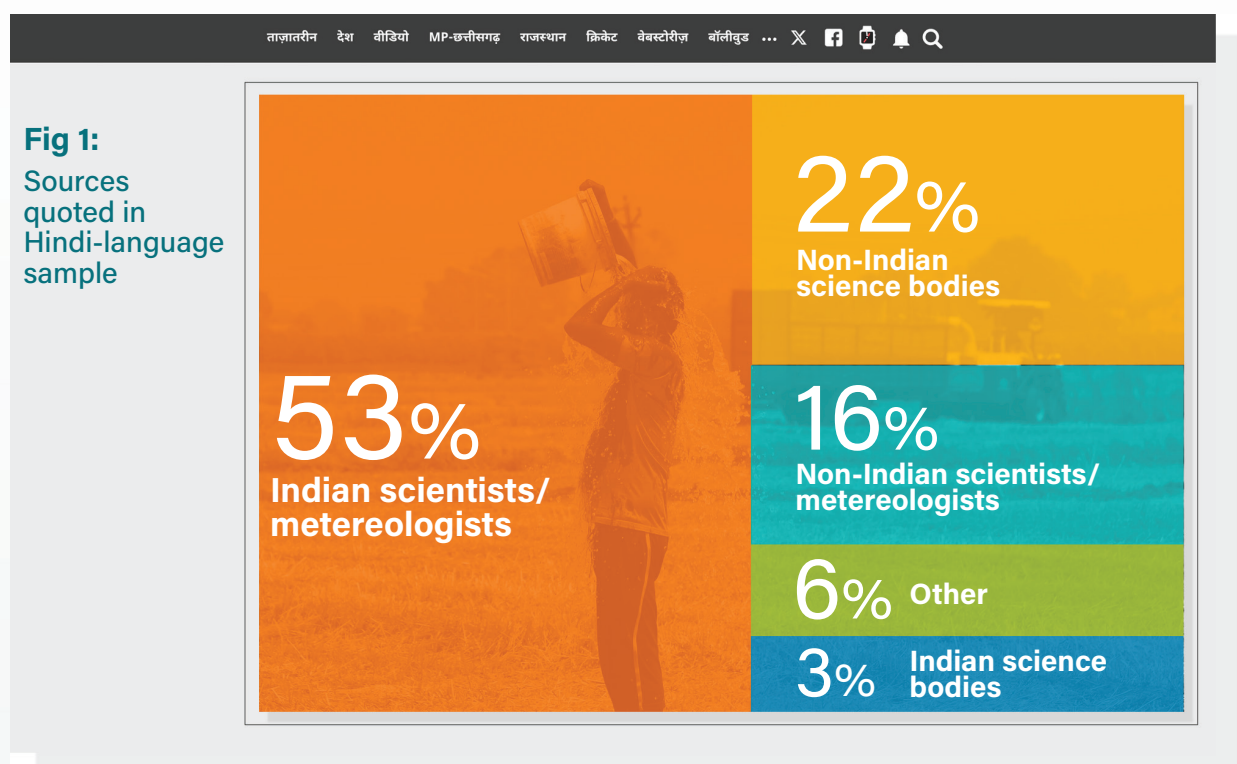 ताज़ातरीन देश वीडियो MP-छत्तीसगढ़ राजस्थान क्रिकेट वेबस्टोरीज़ बॉलीवुड ...
Fig 1:
Sources
quoted in
Hindi-language
sample
53%
Indian scientists/
metereologists
22%
Non-Indian
science bodies
16%
Non-Indian scientists/
metereologists
6% Other
3% Indian science
bodies